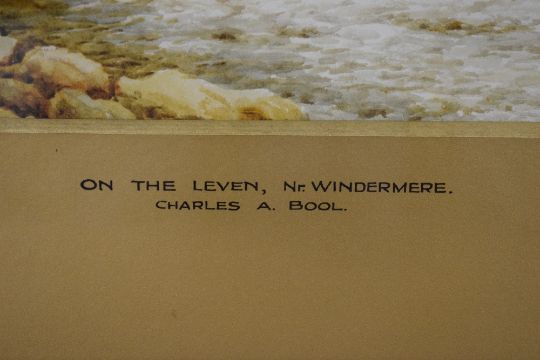 ON THE LEVEN, Nr. WINDERMERE.
CHARLES A. BOOL.